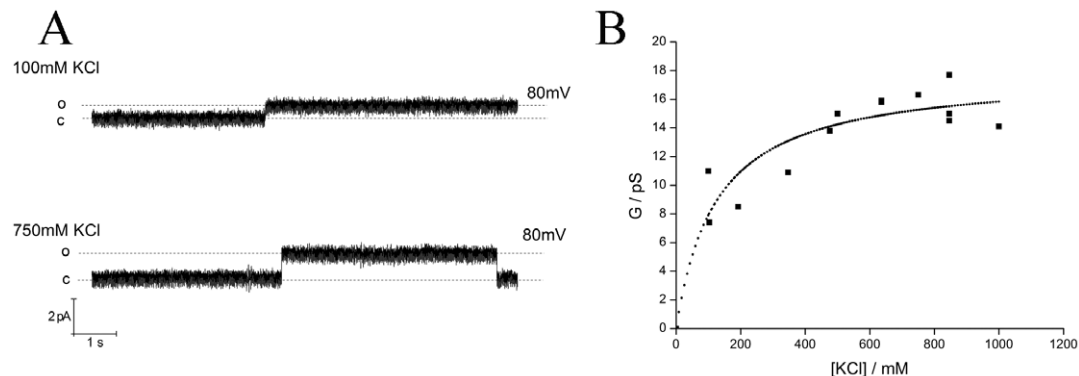 A
100mM KCl
80mV
o
c
750mM KCl
80mV
o
c
2 pA
1 s
B
20
18
16
14
12
10
8
6
4
2
0
G / pS
0 200 400 600 800 1000 1200
[KCl] / mM